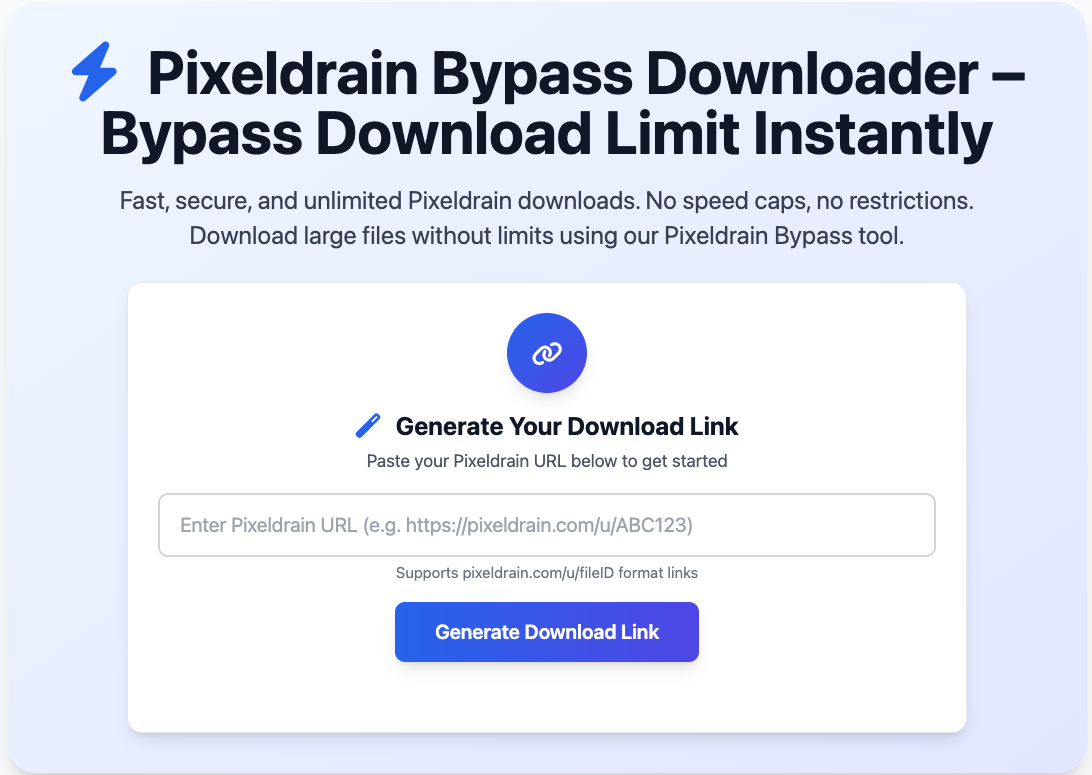 Pixeldrain Bypass Downloader –
Bypass Download Limit Instantly
Fast, secure, and unlimited Pixeldrain downloads. No speed caps, no restrictions.
Download large files without limits using our Pixeldrain Bypass tool.
Generate Your Download Link
Paste your Pixeldrain URL below to get started
Enter Pixeldrain URL (e.g. https://pixeldrain.com/u/ABC123)
Supports pixeldrain.com/u/fileID format links
Generate Download Link